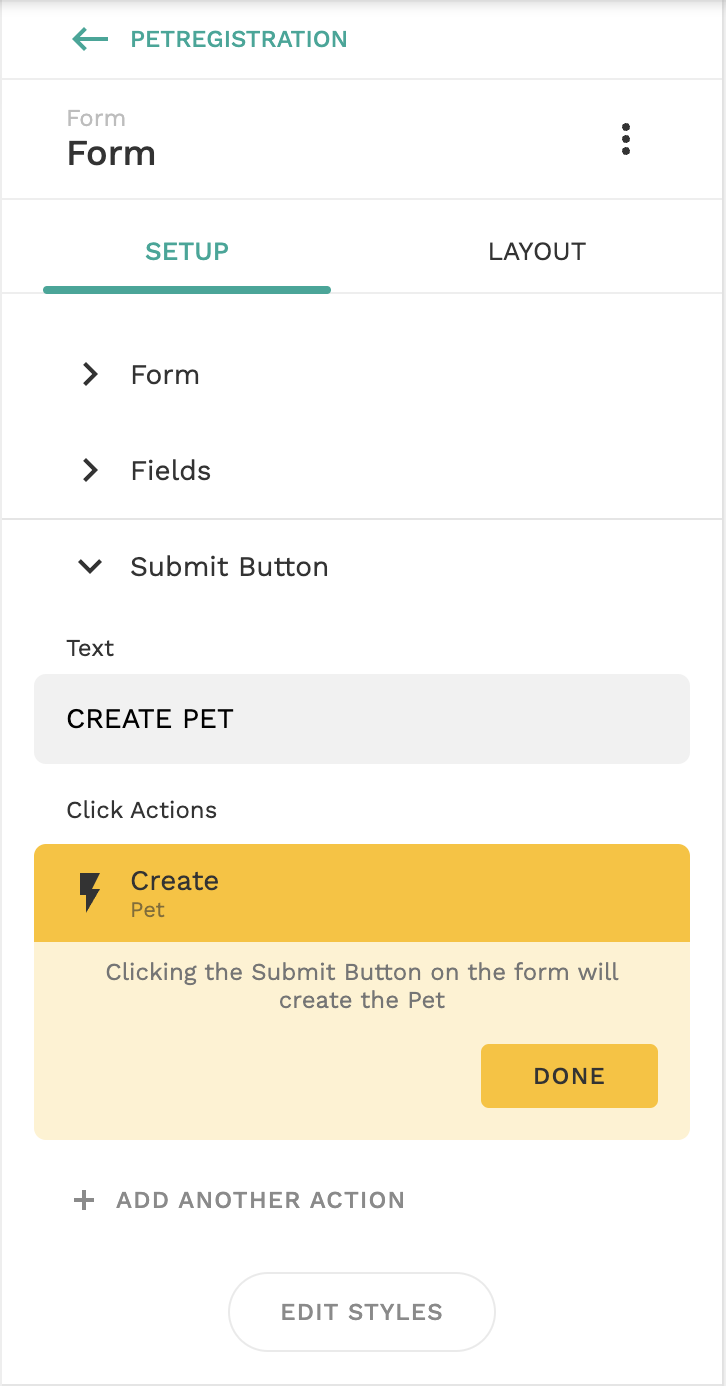 PETREGISTRATION
Form
Form
SETUP
LAYOUT
Form
Fields
Submit Button
Text
CREATE PET
Click Actions
Create
Pet
Clicking the Submit Button on the form will
create the Pet
DONE
ADD ANOTHER ACTION
EDIT STYLES